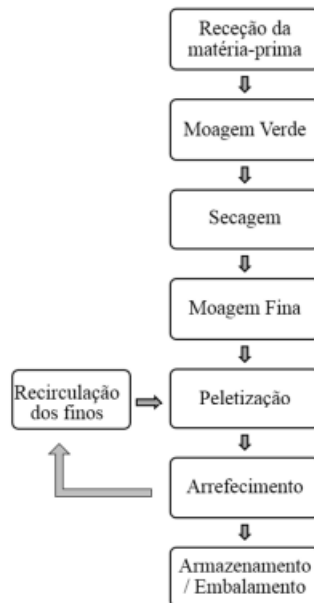 Receção da
matéria-prima
Moagem Verde
Secagem
Moagem Fina
Recirculação
dos finos
Peletização
Arrefecimento
Armazenamento
/ Embalamento